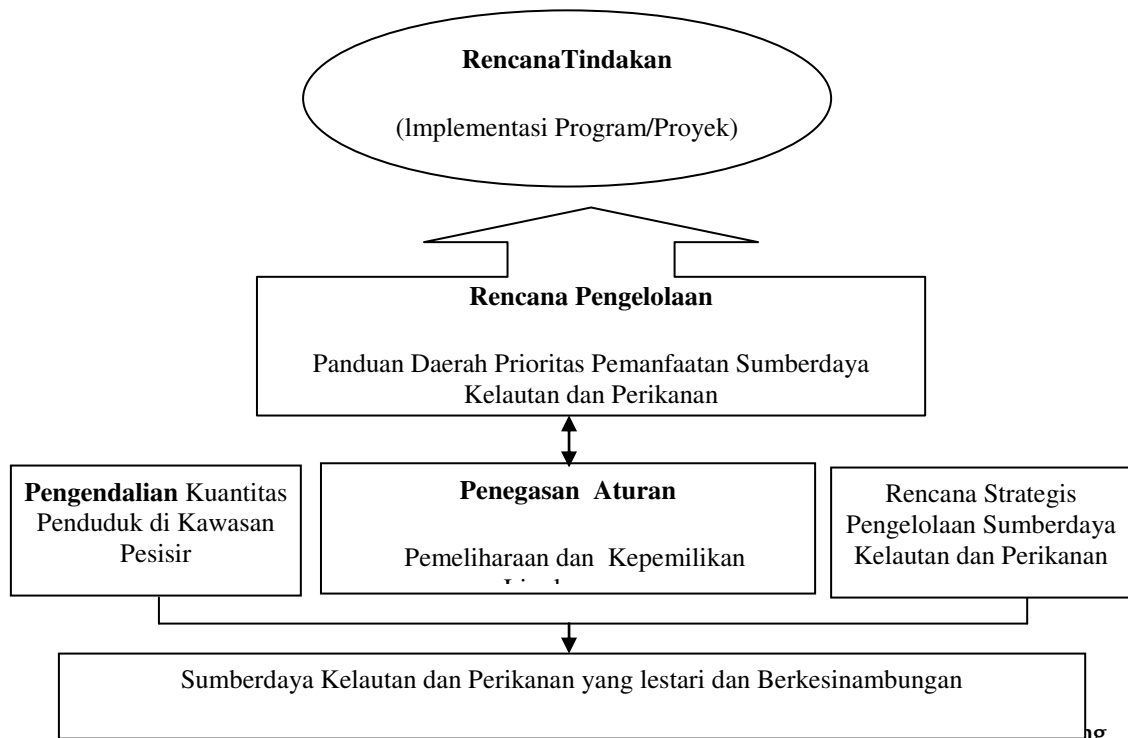 RencanaTindakan
(Implementasi Program/Proyek)
Rencana Pengelolaan
Panduan Daerah Prioritas Pemanfaatan Sumberdaya
Kelautan dan Perikanan
Pengendalian Kuantitas
Penduduk di Kawasan
Pesisir
Penegasan Aturan
Pemeliharaan dan Kepemilikan
Rencana Strategis
Pengelolaan Sumberdaya
Kelautan dan Perikanan
Sumberdaya Kelautan dan Perikanan yang lestari dan Berkesinambungan